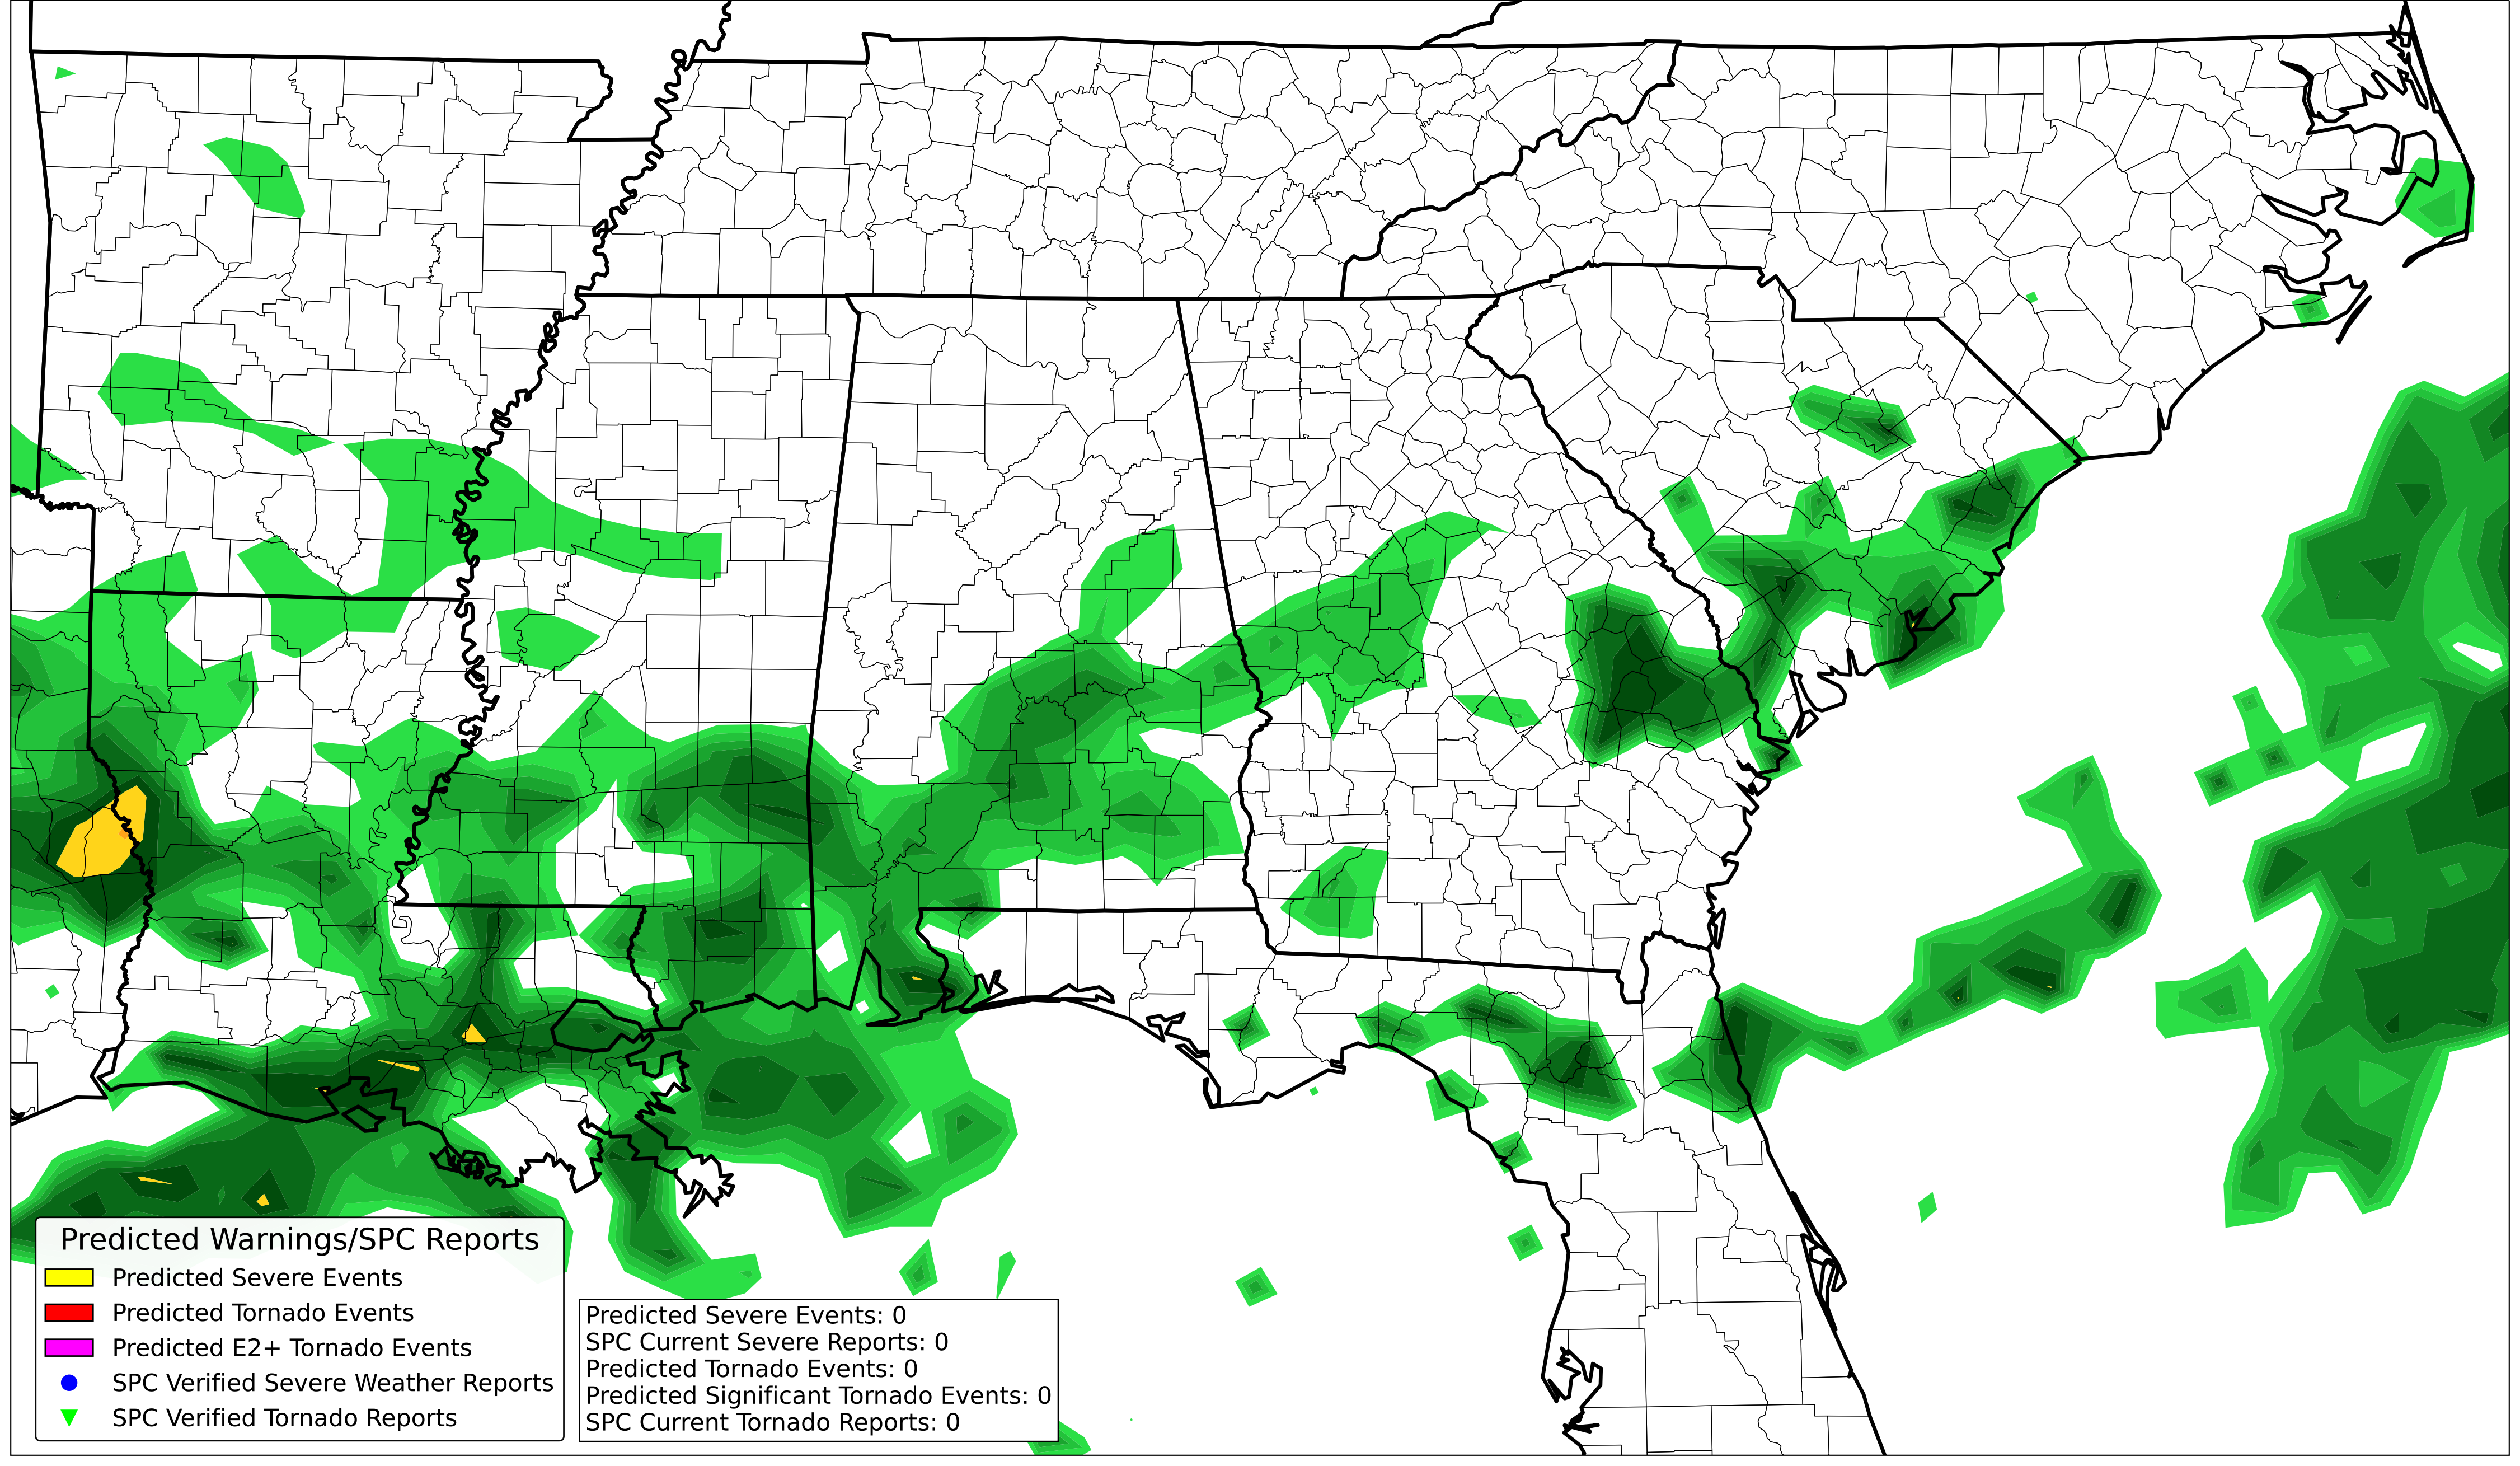 Predicted Warnings/SPC Reports
Predicted Severe Events
Predicted Tornado Events
Predicted E2+ Tornado Events
SPC Verified Severe Weather Reports
SPC Verified Tornado Reports
Predicted Severe Events: 0
SPC Current Severe Reports: 0
Predicted Tornado Events: 0
Predicted Significant Tornado Events: 0
SPC Current Tornado Reports: 0